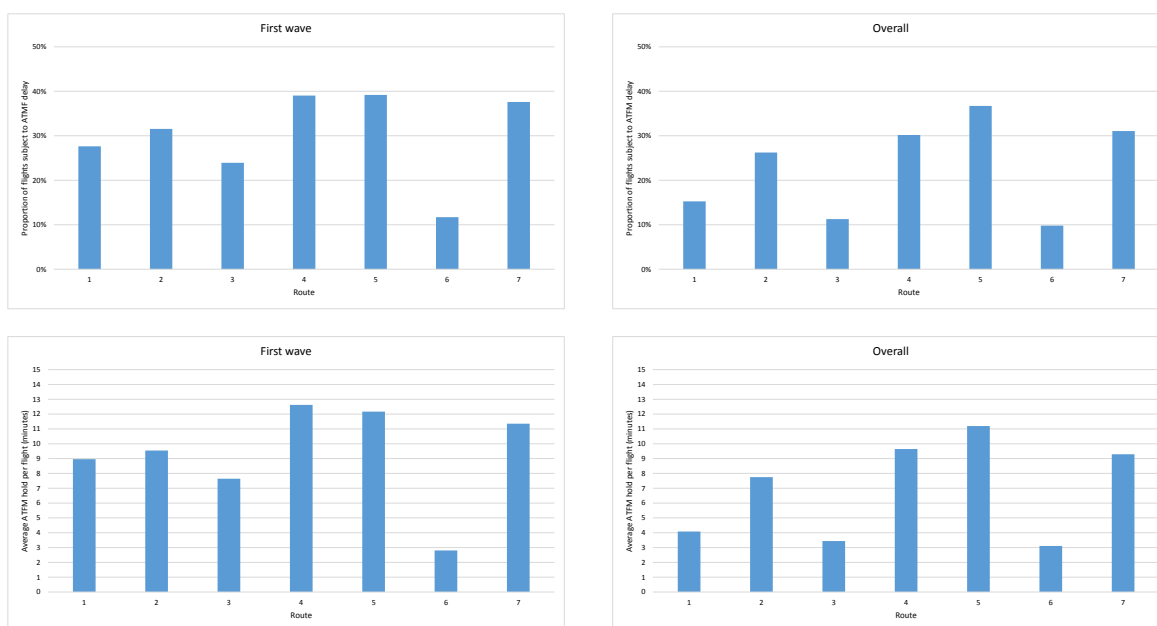 First wave
Proportion of flights subject to ATMF delay
50%
40%
30%
20%
10%
0%
1 2 3 4 5 6 7
Route
Overall
Proportion of flights subject to ATFM delay
50%
40%
30%
20%
10%
0%
1 2 3 4 5 6 7
Route
First wave
Average ATFM hold per flight (minutes)
15
14
13
12
11
10
9
8
7
6
5
4
3
2
1
0
1 2 3 4 5 6 7
Route
Overall
Average ATFM hold per flight (minutes)
15
14
13
12
11
10
9
8
7
6
5
4
3
2
1
0
1 2 3 4 5 6 7
Route